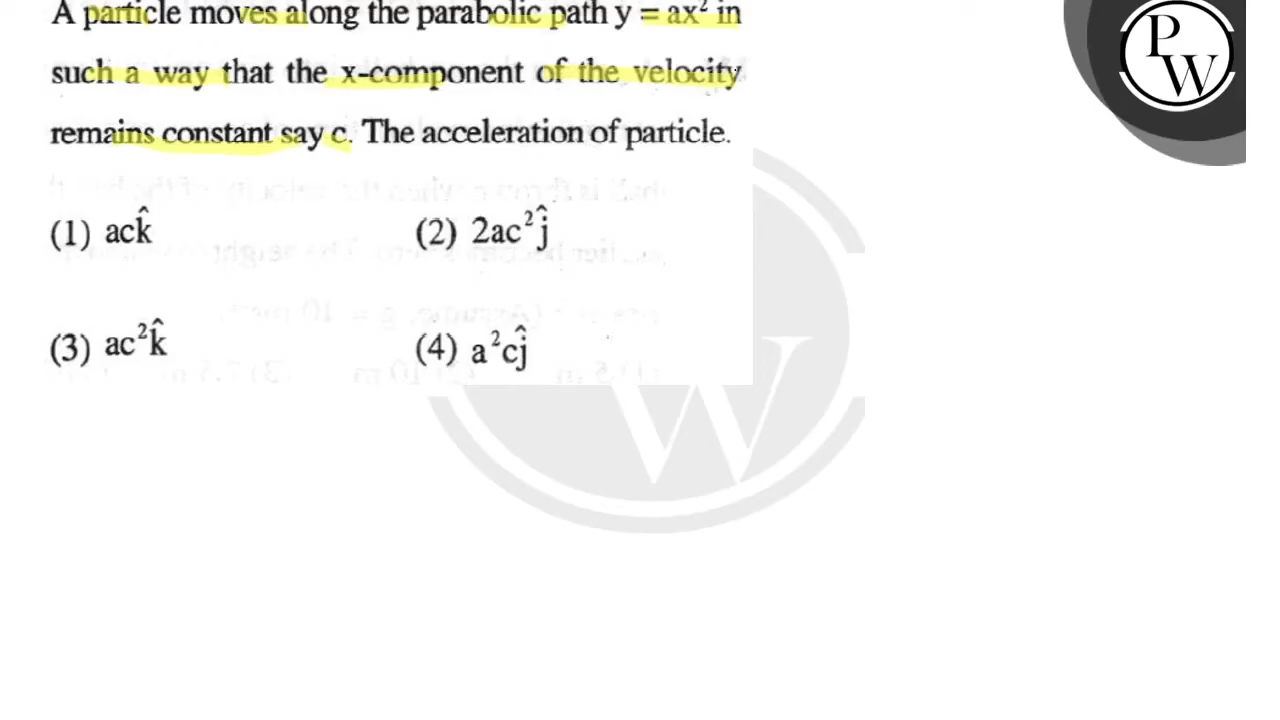 A particle moves along the parabolic path y = ax² in
such a way that the x-component of the velocity
remains constant say c. The acceleration of particle.
(1) ack̂ (2) 2ac²ĵ
(3) ac²k̂ (4) a²cĵ
PW